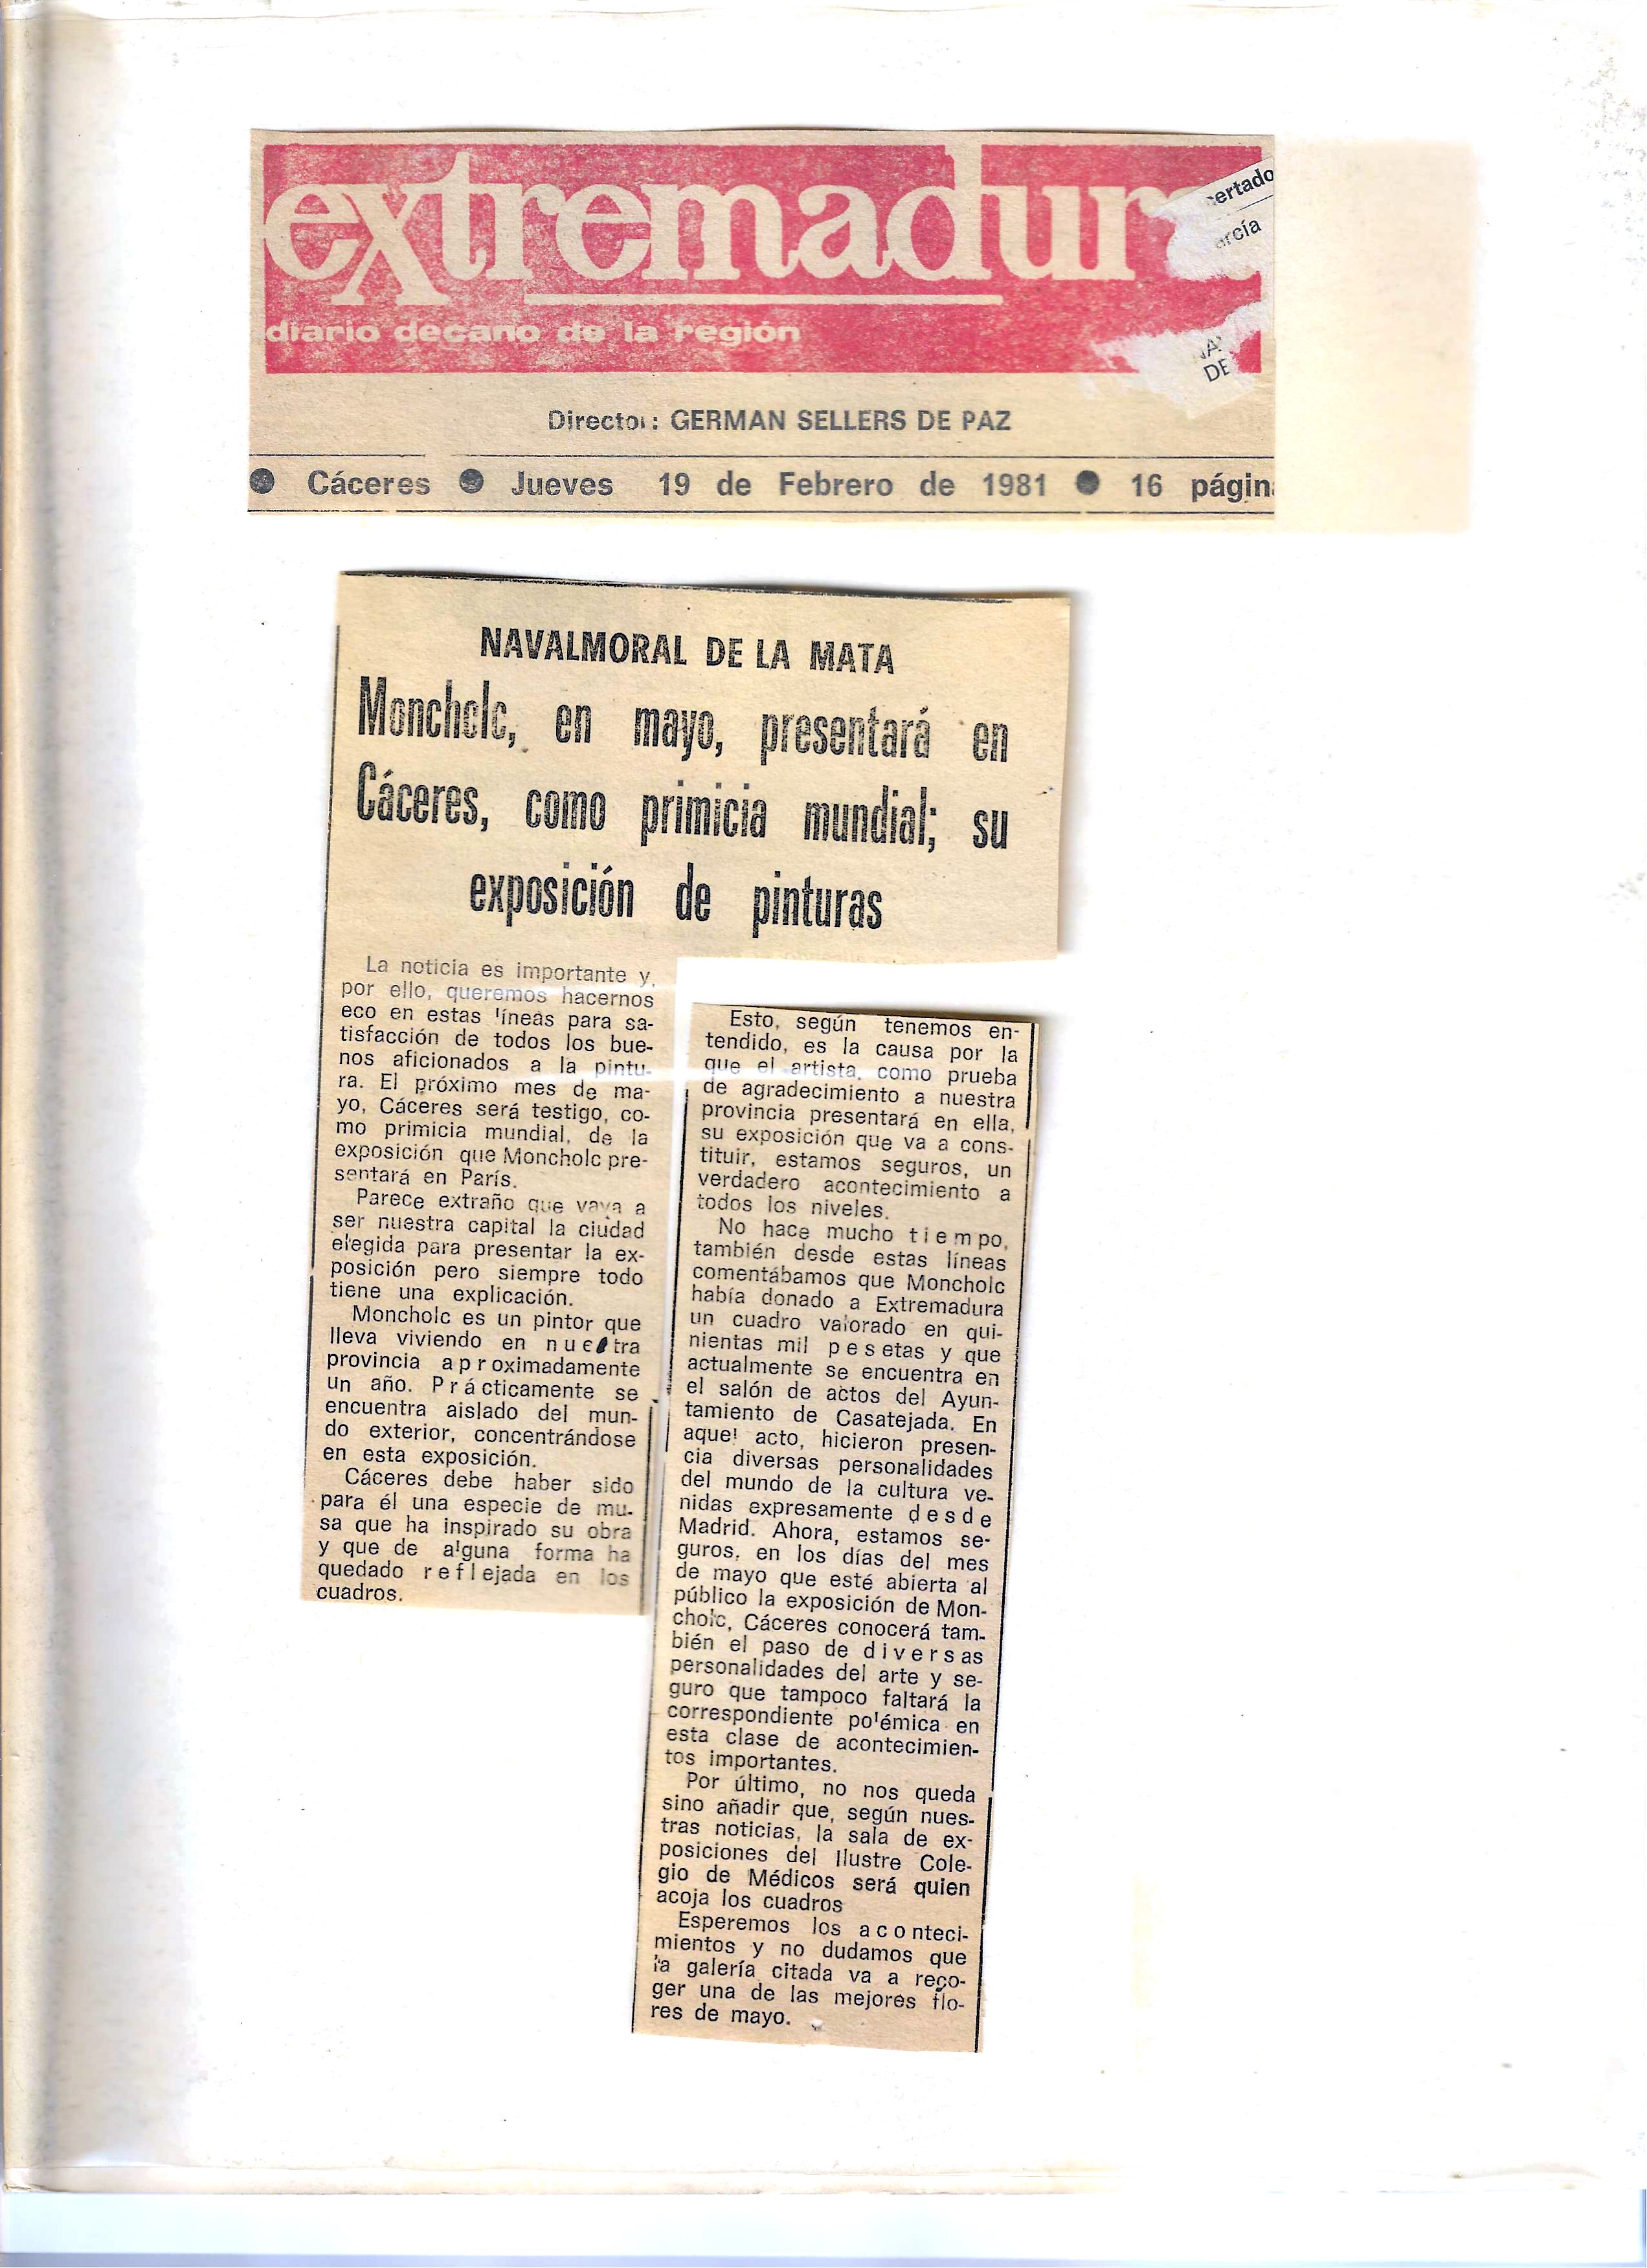 extremadura
diario decano de la región
certado
arcía
DE
Director: GERMAN SELLERS DE PAZ
● Cáceres ● Jueves 19 de Febrero de 1981 ● 16 págin
NAVALMORAL DE LA MATA
Moncholc, en mayo, presentará en
Cáceres, como primicia mundial; su
exposición de pinturas
La noticia es importante y,
por ello, queremos hacernos
eco en estas líneas para sa-
tisfacción de todos los bue-
nos aficionados a la pintu-
ra. El próximo mes de ma-
yo, Cáceres será testigo, co-
mo primicia mundial, de la
exposición que Moncholc pre-
sentará en París.
Parece extraño que vaya a
ser nuestra capital la ciudad
elegida para presentar la ex-
posición pero siempre todo
tiene una explicación.
Moncholc es un pintor que
lleva viviendo en nuestra
provincia aproximadamente
un año. Prácticamente se
encuentra aislado del mun-
do exterior, concentrándose
en esta exposición.
Cáceres debe haber sido
para él una especie de mu-
sa que ha inspirado su obra
y que de alguna forma ha
quedado reflejada en los
cuadros.
Esto, según tenemos en-
tendido, es la causa por la
que el artista, como prueba
de agradecimiento a nuestra
provincia presentará en ella,
su exposición que va a cons-
tituir, estamos seguros, un
verdadero acontecimiento a
todos los niveles.
No hace mucho tiempo,
también desde estas líneas
comentábamos que Moncholc
había donado a Extremadura
un cuadro valorado en qui-
nientas mil pesetas y que
actualmente se encuentra en
el salón de actos del Ayun-
tamiento de Casatejada. En
aquel acto, hicieron presen-
cia diversas personalidades
del mundo de la cultura ve-
nidas expresamente desde
Madrid. Ahora, estamos se-
guros, en los días del mes
de mayo que esté abierta al
público la exposición de Mon-
cholc, Cáceres conocerá tam-
bién el paso de diversas
personalidades del arte y se-
guro que tampoco faltará la
correspondiente polémica en
esta clase de acontecimien-
tos importantes.
Por último, no nos queda
sino añadir que, según nues-
tras noticias, la sala de ex-
posiciones del Ilustre Cole-
gio de Médicos será quien
acoja los cuadros
Esperemos los aconteci-
mientos y no dudamos que
la galería citada va a reco-
ger una de las mejores flo-
res de mayo.